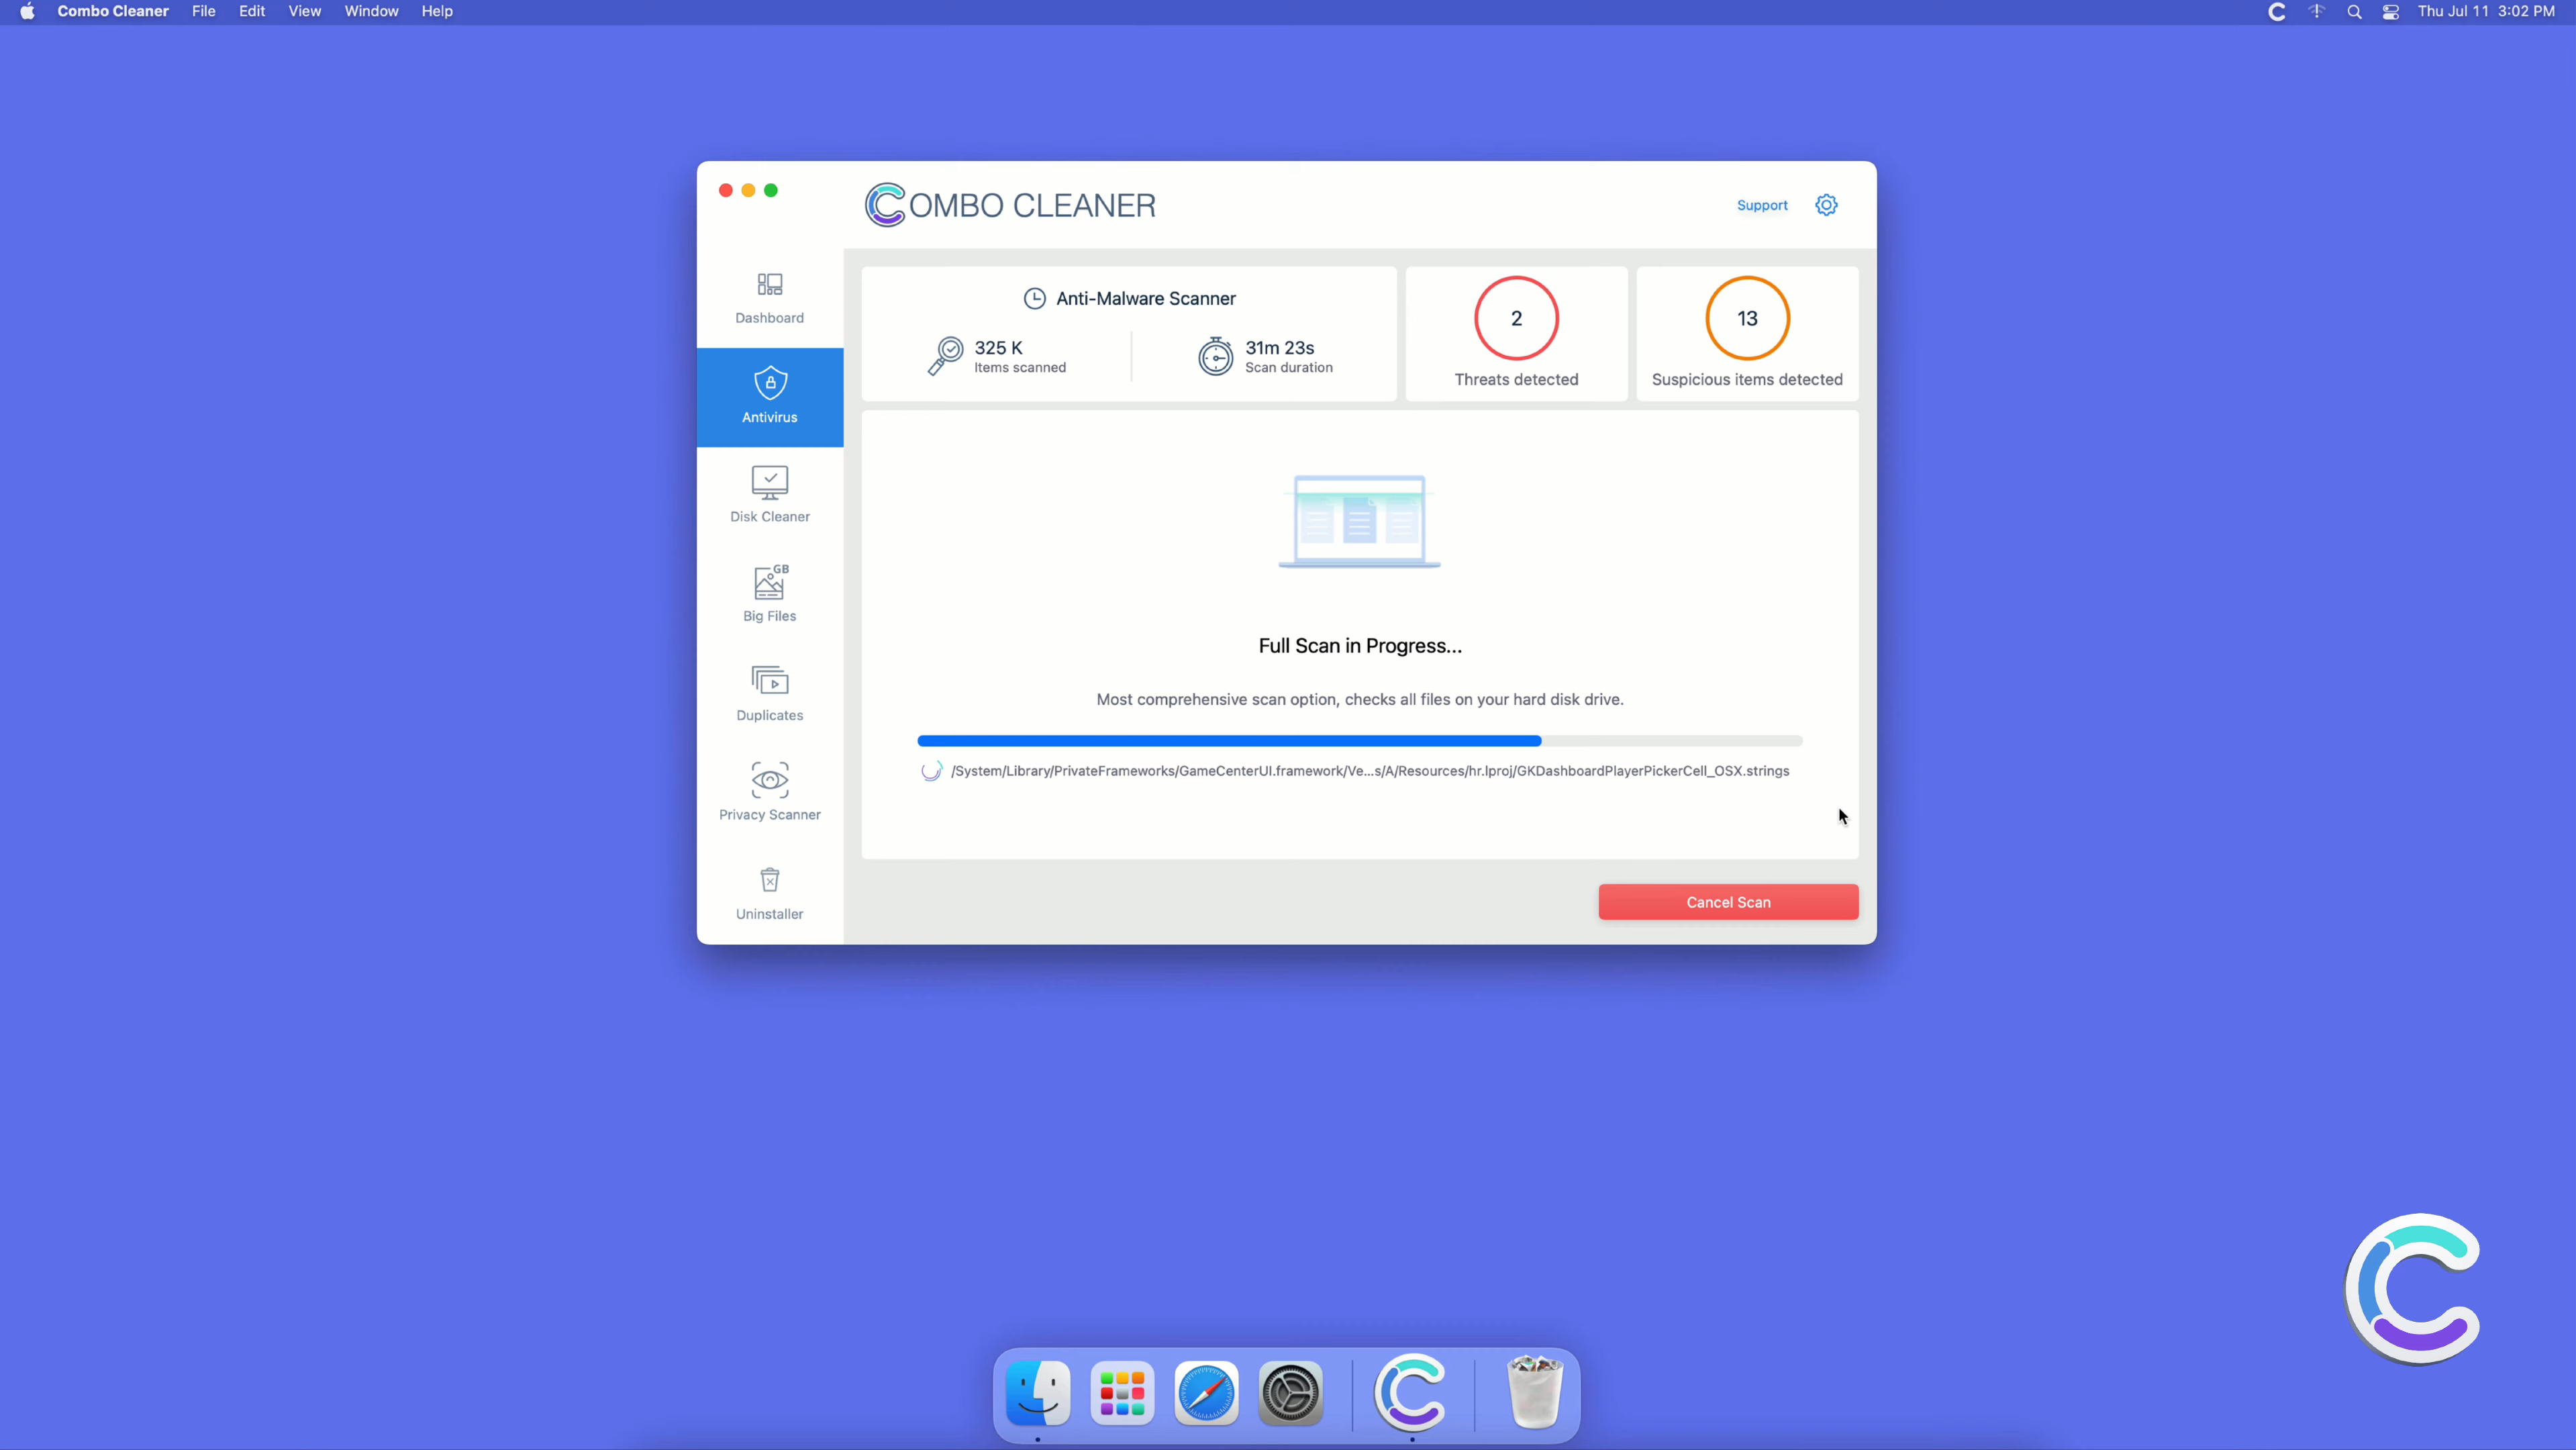 Combo Cleaner File Edit View Window Help Thu Jul 11 3:02 PM
COMBO CLEANER
Support
Dashboard
Antivirus
Disk Cleaner
GB
Big Files
Duplicates
Privacy Scanner
Uninstaller
Anti-Malware Scanner
325 K
Items scanned
31m 23s
Scan duration
2
Threats detected
13
Suspicious items detected
Full Scan in Progress...
Most comprehensive scan option, checks all files on your hard disk drive.
/System/Library/PrivateFrameworks/GameCenterUI.framework/Ve...s/A/Resources/hr.lproj/GKDashboardPlayerPickerCell_OSX.strings
Cancel Scan